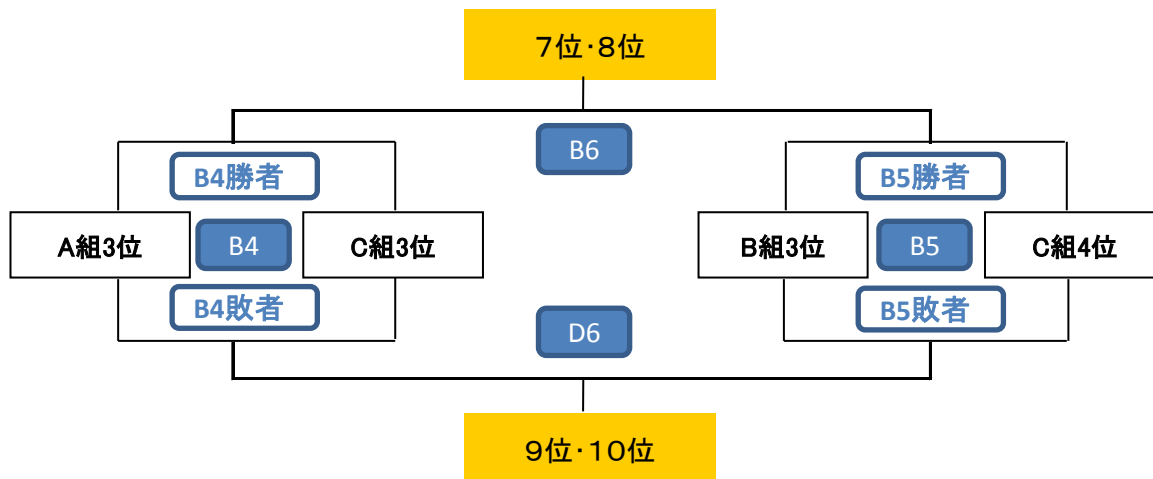 7位・8位
B6
B4勝者
B5勝者
A組3位
B4
C組3位
B組3位
B5
C組4位
B4敗者
B5敗者
D6
9位・10位